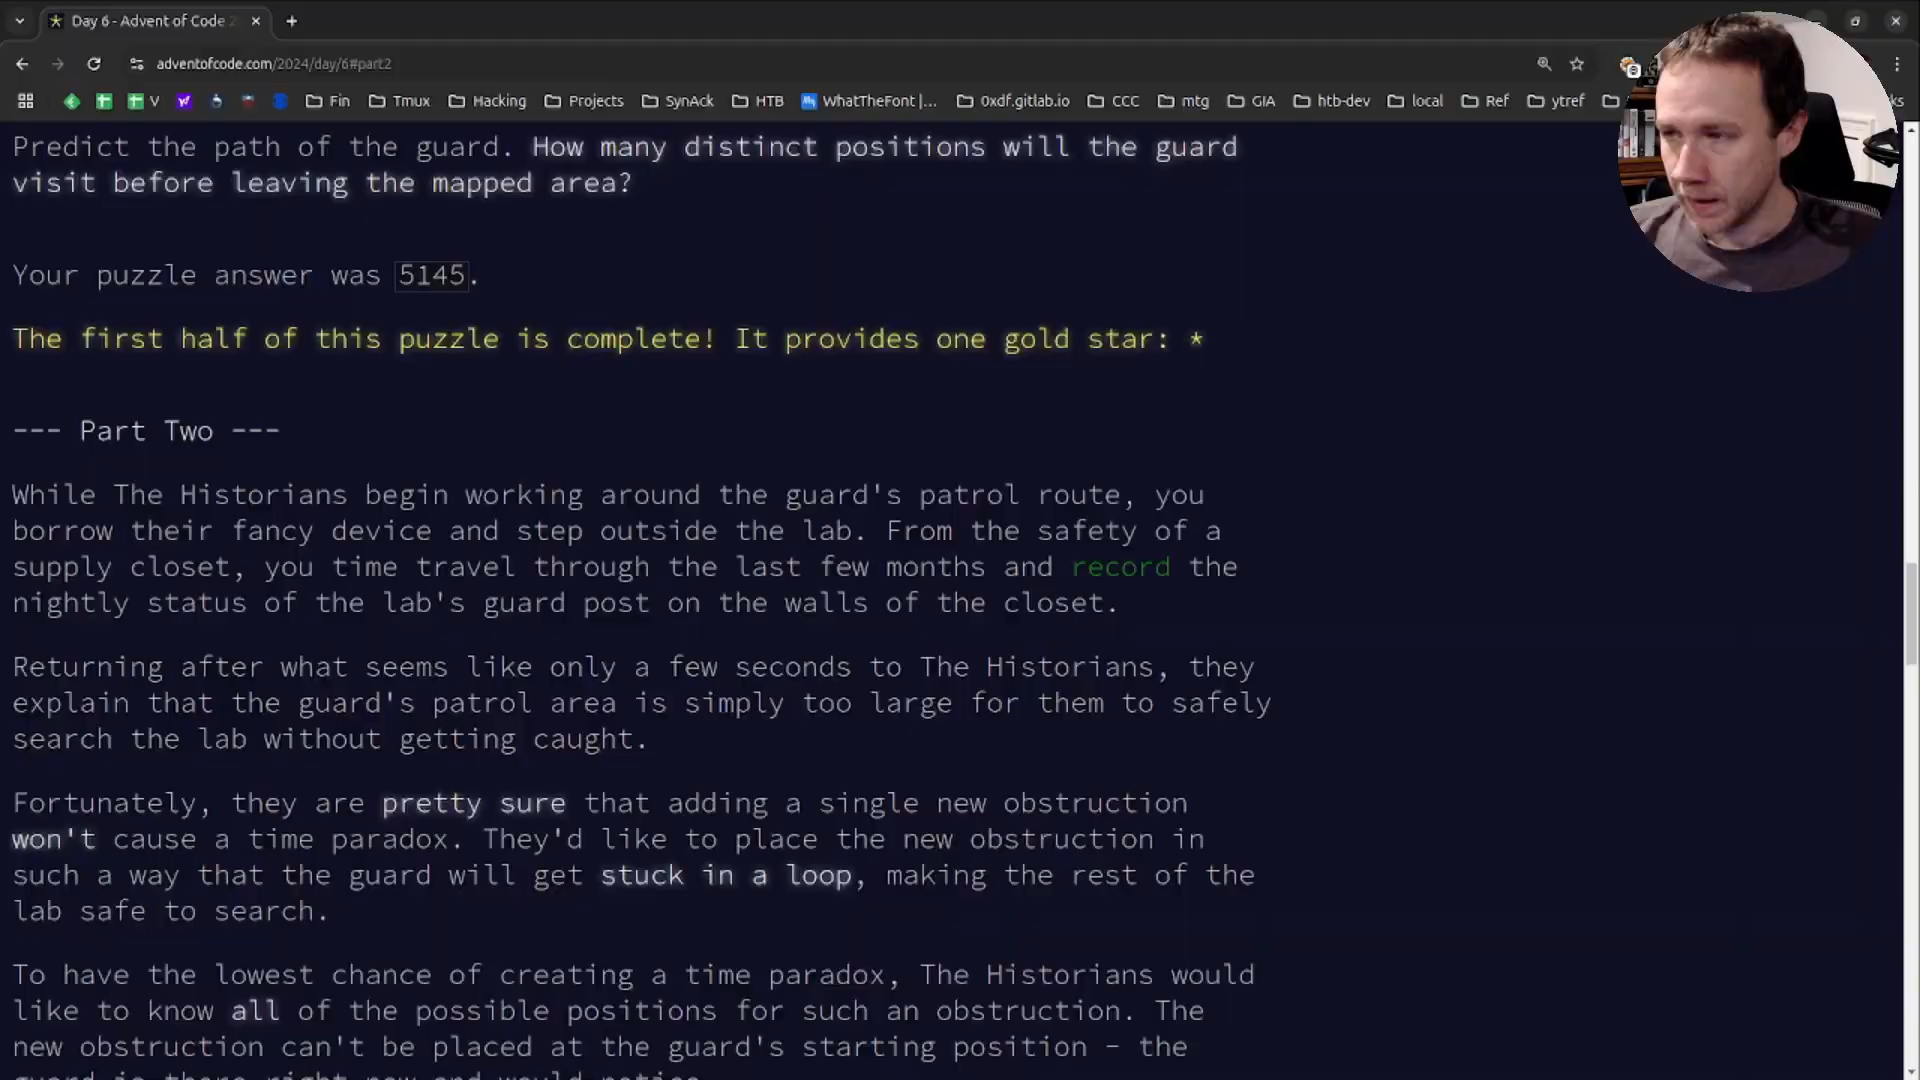 Day 6 - Advent of Code 2
adventofcode.com/2024/day/6#part2
V Fin Tmux Hacking Projects SynAck HTB WhatTheFont |... 0xdf.gitlab.io CCC mtg GIA htb-dev local Ref ytref
Predict the path of the guard. How many distinct positions will the guard
visit before leaving the mapped area?
Your puzzle answer was 5145.
The first half of this puzzle is complete! It provides one gold star: *
--- Part Two ---
While The Historians begin working around the guard's patrol route, you
borrow their fancy device and step outside the lab. From the safety of a
supply closet, you time travel through the last few months and record the
nightly status of the lab's guard post on the walls of the closet.
Returning after what seems like only a few seconds to The Historians, they
explain that the guard's patrol area is simply too large for them to safely
search the lab without getting caught.
Fortunately, they are pretty sure that adding a single new obstruction
won't cause a time paradox. They'd like to place the new obstruction in
such a way that the guard will get stuck in a loop, making the rest of the
lab safe to search.
To have the lowest chance of creating a time paradox, The Historians would
like to know all of the possible positions for such an obstruction. The
new obstruction can't be placed at the guard's starting position - the
guard is there right now and would notice.